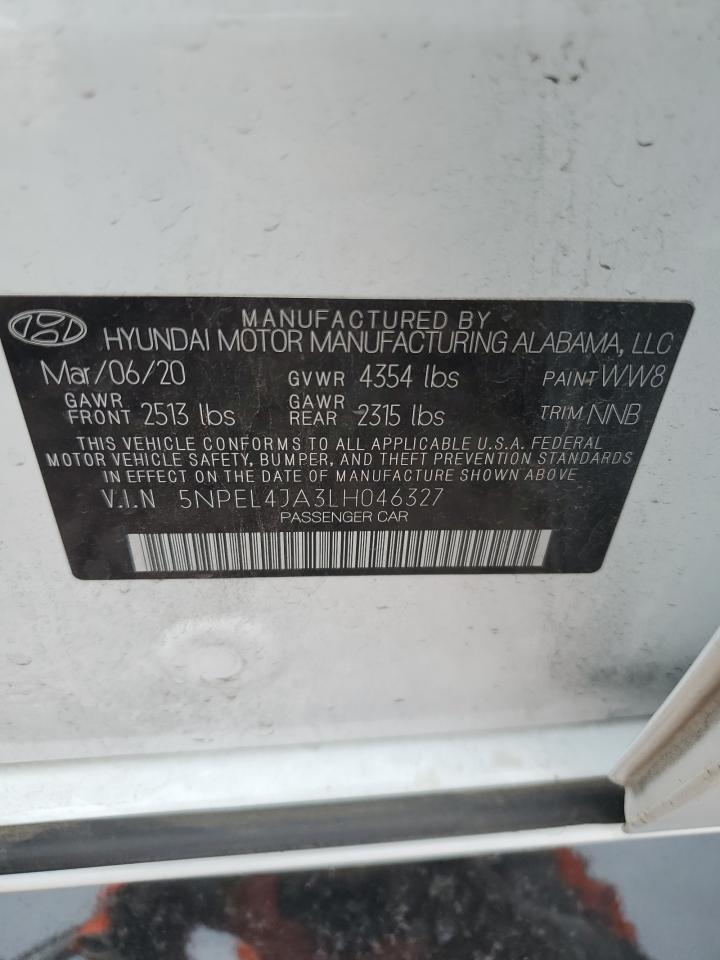 MANUFACTURED BY
HYUNDAI MOTOR MANUFACTURING ALABAMA, LLC
Mar/06/20 GVWR 4354 lbs PAINT WW8
GAWR FRONT 2513 lbs GAWR REAR 2315 lbs TRIM NNB
THIS VEHICLE CONFORMS TO ALL APPLICABLE U.S.A. FEDERAL
MOTOR VEHICLE SAFETY, BUMPER, AND THEFT PREVENTION STANDARDS
IN EFFECT ON THE DATE OF MANUFACTURE SHOWN ABOVE.
V.I.N 5NPEL4JA3LH046327
PASSENGER CAR